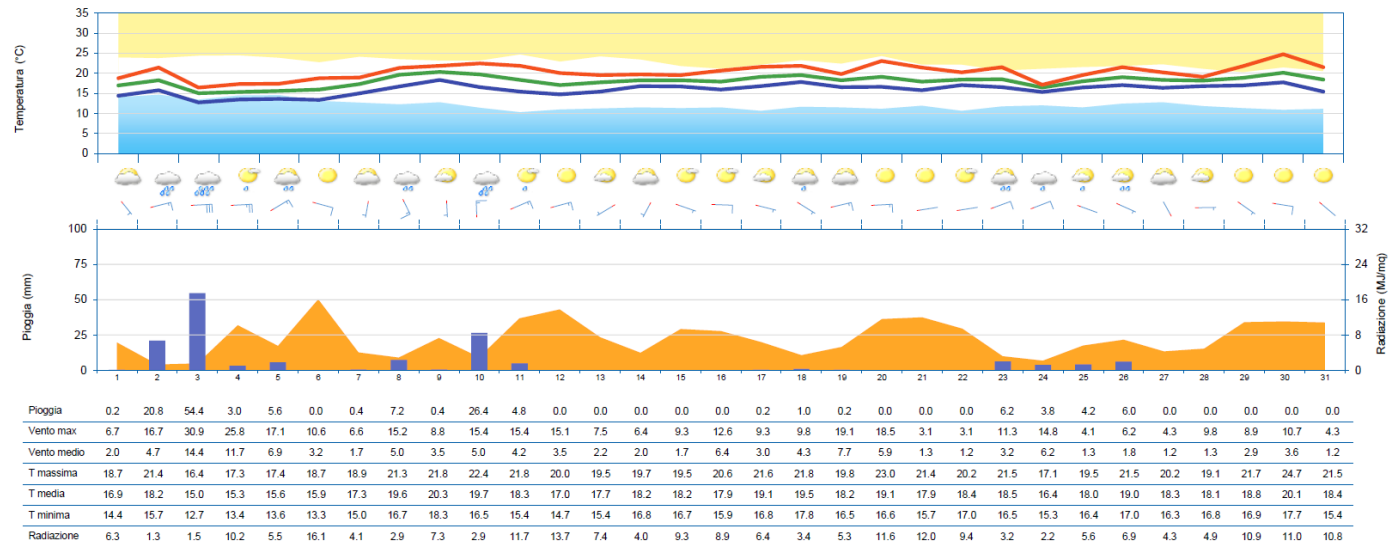 35
30
25
20
15
10
5
0
Temperatura (°C)
100
75
50
25
0
Pioggia (mm)
32
24
16
8
0
Radiazione (MJ/mq)
1 2 3 4 5 6 7 8 9 10 11 12 13 14 15 16 17 18 19 20 21 22 23 24 25 26 27 28 29 30 31
Pioggia 0.2 20.8 54.4 3.0 5.6 0.0 0.4 7.2 0.4 26.4 4.8 0.0 0.0 0.0 0.0 0.0 0.2 1.0 0.2 0.0 0.0 0.0 6.2 3.8 4.2 6.0 0.0 0.0 0.0 0.0 0.0
Vento max 6.7 16.7 30.9 25.8 17.1 10.6 6.6 15.2 8.8 15.4 15.4 15.1 7.5 6.4 9.3 12.6 9.3 9.8 19.1 18.5 3.1 3.1 11.3 14.8 4.1 6.2 4.3 9.8 8.9 10.7 4.3
Vento medio 2.0 4.7 14.4 11.7 6.9 3.2 1.7 5.0 3.5 5.0 4.2 3.5 2.2 2.0 1.7 6.4 3.0 4.3 7.7 5.9 1.3 1.2 3.2 6.2 1.3 1.8 1.2 1.3 2.9 3.6 1.2
T massima 18.7 21.4 16.4 17.3 17.4 18.7 18.9 21.3 21.8 22.4 21.8 20.0 19.5 19.7 19.5 20.6 21.6 21.8 19.8 23.0 21.4 20.2 21.5 17.1 19.5 21.5 20.2 19.1 21.7 24.7 21.5
T media 16.9 18.2 15.0 15.3 15.6 15.9 17.3 19.6 20.3 19.7 18.3 17.0 17.7 18.2 18.2 17.9 19.1 19.5 18.2 19.1 17.9 18.4 18.5 16.4 18.0 19.0 18.3 18.1 18.8 20.1 18.4
T minima 14.4 15.7 12.7 13.4 13.6 13.3 15.0 16.7 18.3 16.5 15.4 14.7 15.4 16.8 16.7 15.9 16.8 17.8 16.5 16.6 15.7 17.0 16.5 15.3 16.4 17.0 16.3 16.8 16.9 17.7 15.4
Radiazione 6.3 1.3 1.5 10.2 5.5 16.1 4.1 2.9 7.3 2.9 11.7 13.7 7.4 4.0 9.3 8.9 6.4 3.4 5.3 11.6 12.0 9.4 3.2 2.2 5.6 6.9 4.3 4.9 10.9 11.0 10.8